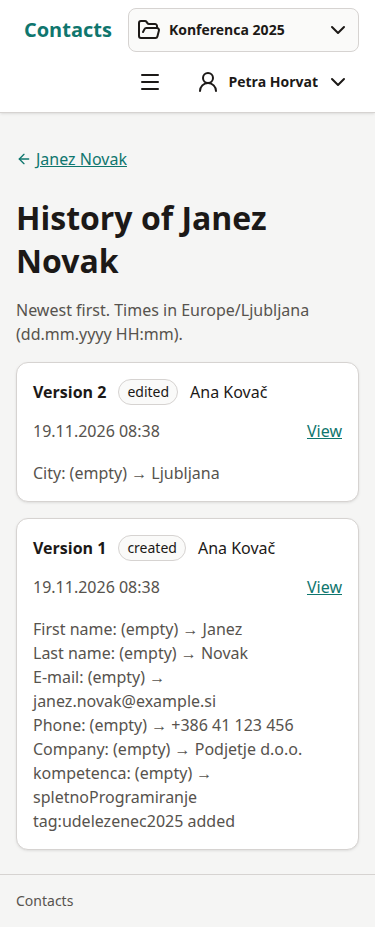 Contacts
Konferenca 2025
Petra Horvat
← Janez Novak
History of Janez
Novak
Newest first. Times in Europe/Ljubljana
(dd.mm.yyyy HH:mm).
Version 2 edited Ana Kovač
19.11.2026 08:38 View
City: (empty) → Ljubljana
Version 1 created Ana Kovač
19.11.2026 08:38 View
First name: (empty) → Janez
Last name: (empty) → Novak
E-mail: (empty) →
janez.novak@example.si
Phone: (empty) → +386 41 123 456
Company: (empty) → Podjetje d.o.o.
kompetenca: (empty) →
spletnoProgramiranje
tag:udelezenec2025 added
Contacts